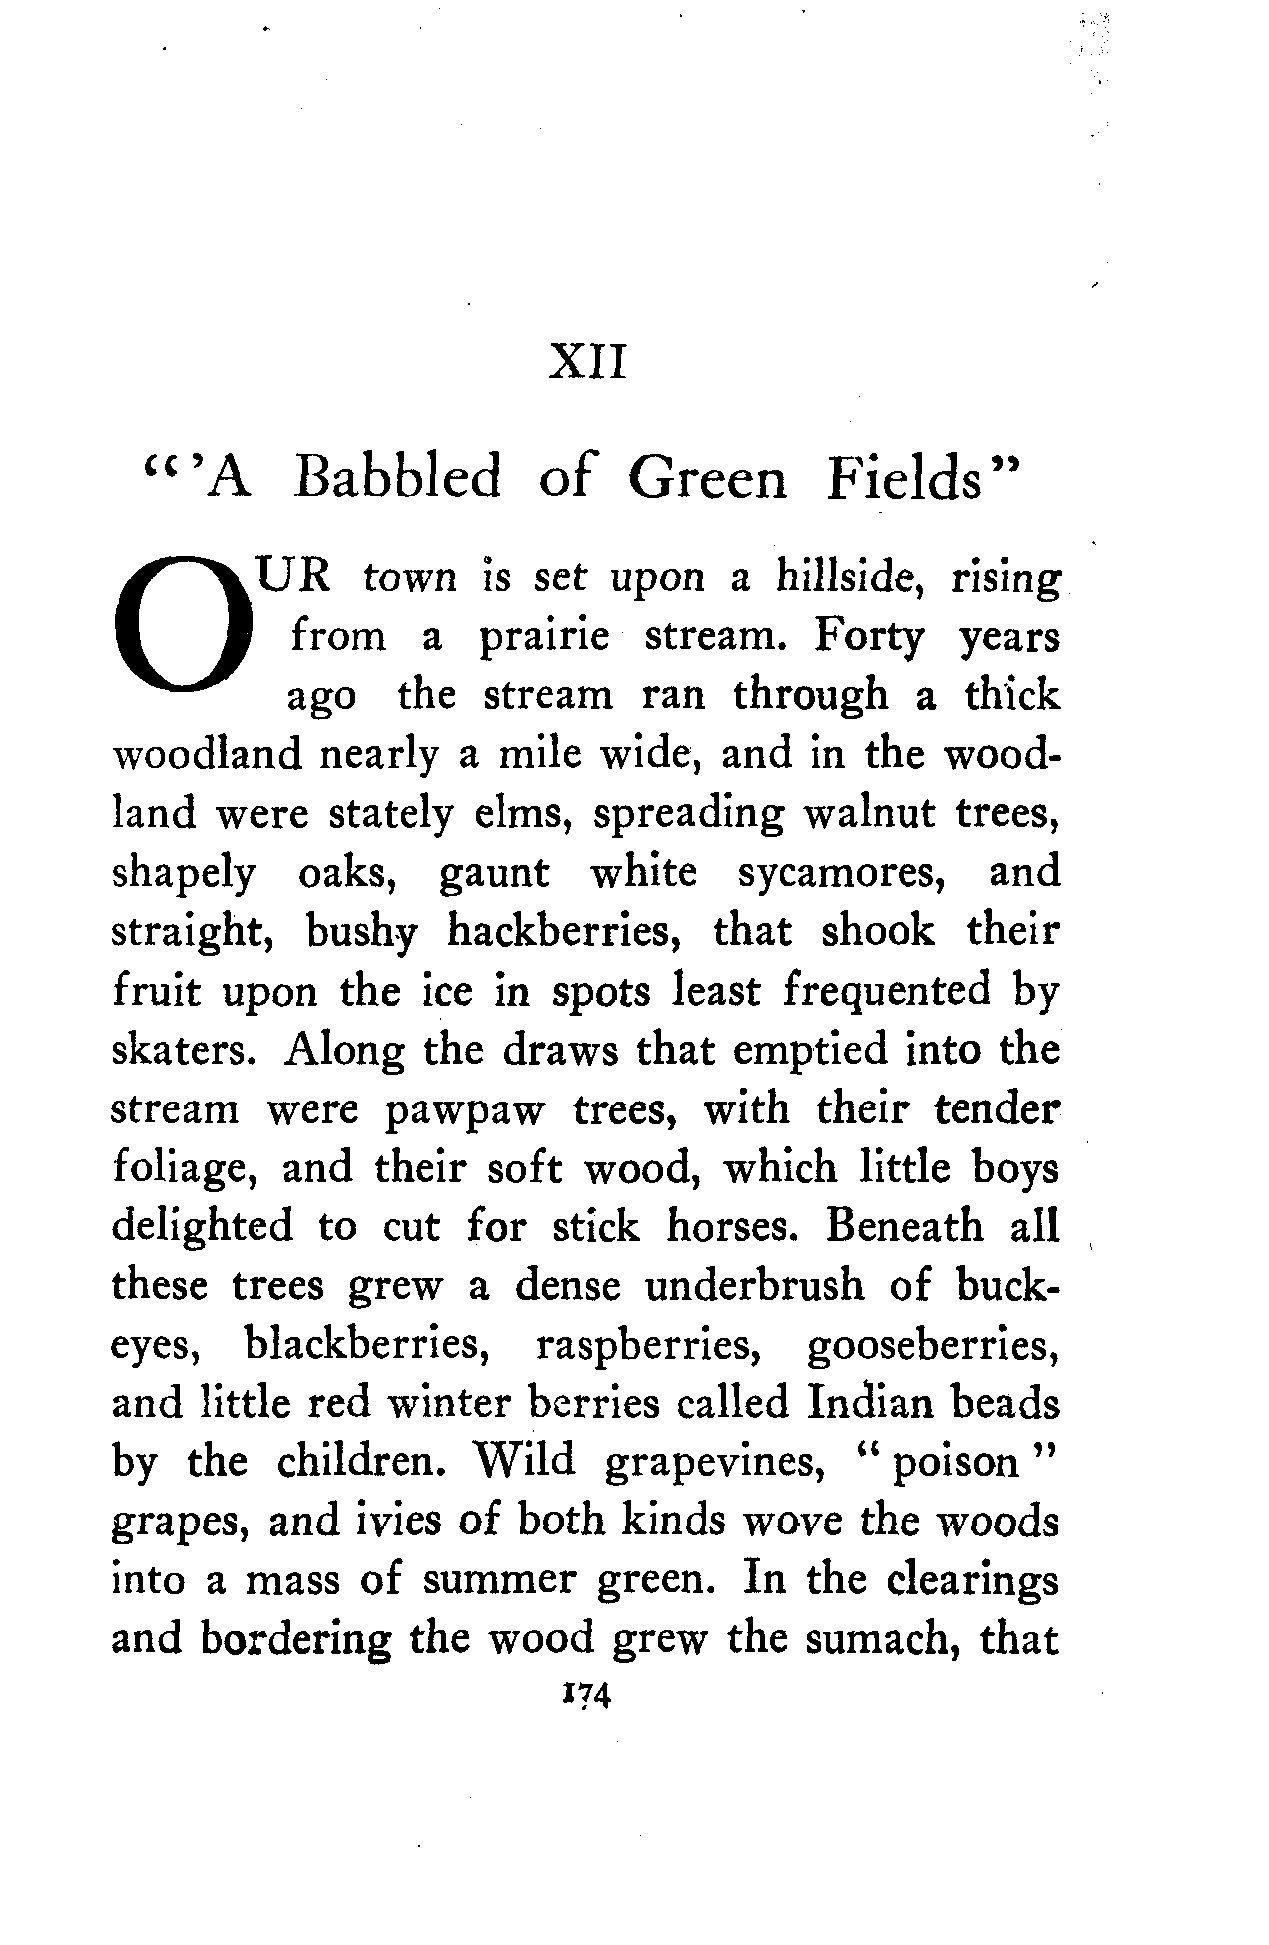 XII
"'A Babbled of Green Fields"
OUR town is set upon a hillside, rising
from a prairie stream. Forty years
ago the stream ran through a thick
woodland nearly a mile wide, and in the wood-
land were stately elms, spreading walnut trees,
shapely oaks, gaunt white sycamores, and
straight, bushy hackberries, that shook their
fruit upon the ice in spots least frequented by
skaters. Along the draws that emptied into the
stream were pawpaw trees, with their tender
foliage, and their soft wood, which little boys
delighted to cut for stick horses. Beneath all
these trees grew a dense underbrush of buck-
eyes, blackberries, raspberries, gooseberries,
and little red winter berries called Indian beads
by the children. Wild grapevines, "poison"
grapes, and ivies of both kinds wove the woods
into a mass of summer green. In the clearings
and bordering the wood grew the sumach, that
174